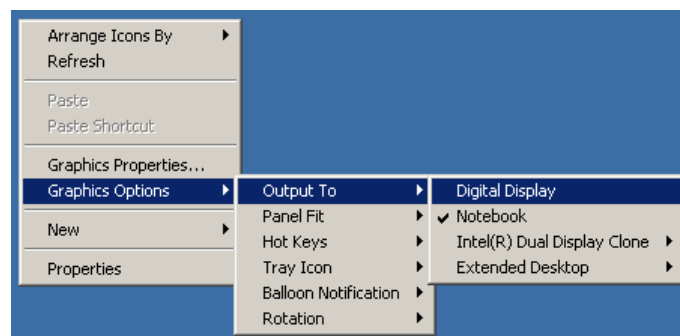 Arrange Icons By
Refresh
Paste
Paste Shortcut
Graphics Properties...
Graphics Options
New
Properties
Output To
Panel Fit
Hot Keys
Tray Icon
Balloon Notification
Rotation
Digital Display
Notebook
Intel(R) Dual Display Clone
Extended Desktop